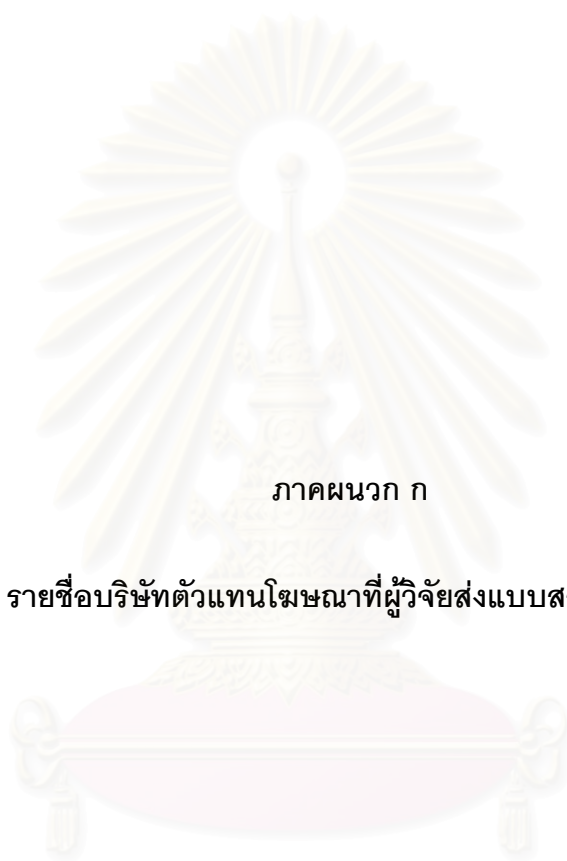 ภาคผนวก ก
รายชื่อบริษัทตัวแทนโฆษณาที่ผู้วิจัยส่งแบบส